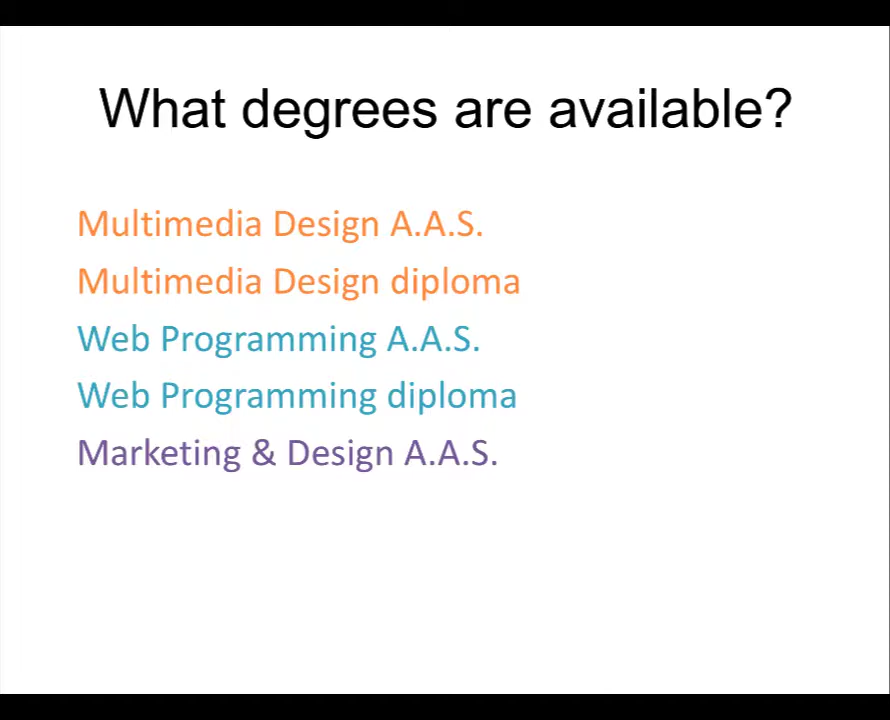 What degrees are available?
Multimedia Design A.A.S.
Multimedia Design diploma
Web Programming A.A.S.
Web Programming diploma
Marketing & Design A.A.S.